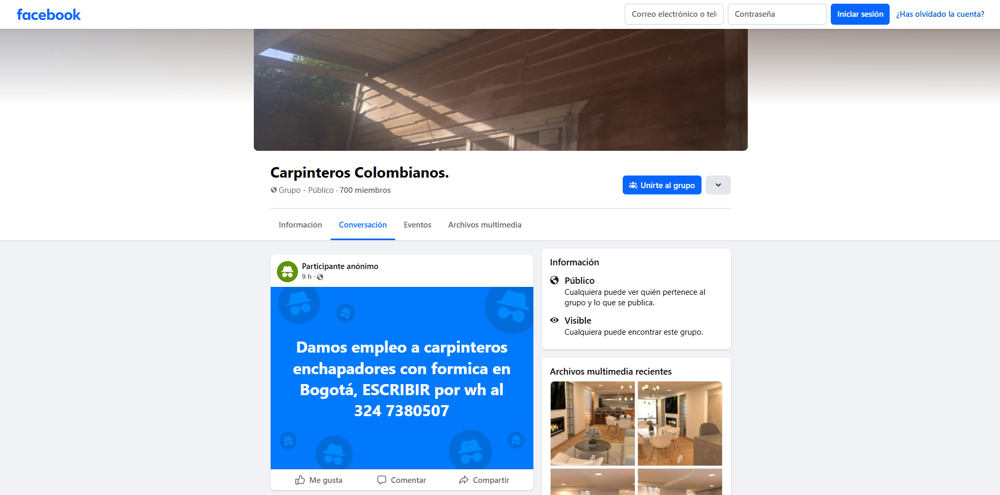 facebook
Correo electrónico o telé
Contraseña
Iniciar sesión
¿Has olvidado la cuenta?
Carpinteros Colombianos.
Grupo - Público · 700 miembros
Unirte al grupo
Información
Conversación
Eventos
Archivos multimedia
Participante anónimo
9 h ·
Damos empleo a carpinteros
enchapadores con formica en
Bogotá, ESCRIBIR por wh al
324 7380507
Me gusta
Comentar
Compartir
Información
Público
Cualquiera puede ver quién pertenece al
grupo y lo que se publica.
Visible
Cualquiera puede encontrar este grupo.
Archivos multimedia recientes